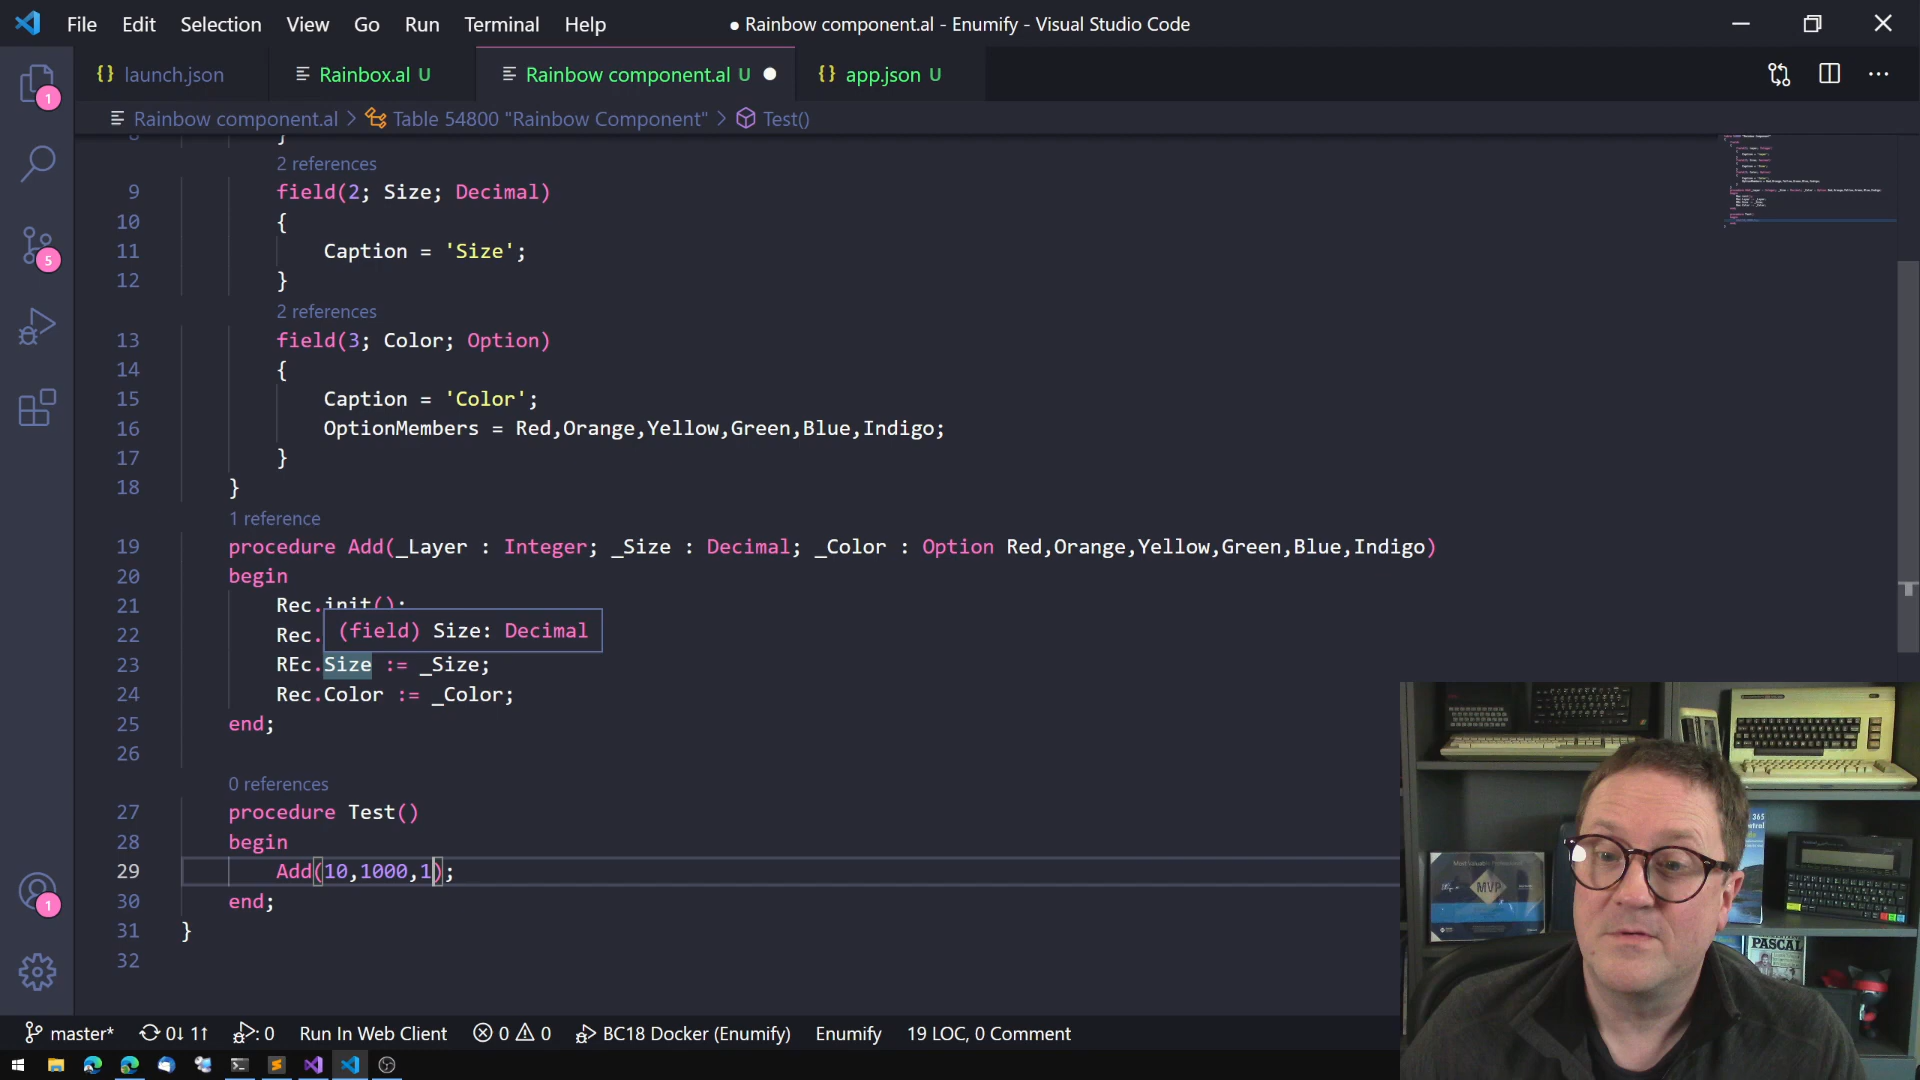 File Edit Selection View Go Run Terminal Help
● Rainbow component.al - Enumify - Visual Studio Code
launch.json
Rainbox.al U
Rainbow component.al U
app.json U
Rainbow component.al > Table 54800 "Rainbow Component" > Test()
1
5
1
8 }
2 references
9 field(2; Size; Decimal)
10 {
11 Caption = 'Size';
12 }
2 references
13 field(3; Color; Option)
14 {
15 Caption = 'Color';
16 OptionMembers = Red,Orange,Yellow,Green,Blue,Indigo;
17 }
18 }
1 reference
19 procedure Add(_Layer : Integer; _Size : Decimal; _Color : Option Red,Orange,Yellow,Green,Blue,Indigo)
20 begin
21 Rec.init();
22 Rec.
(field) Size: Decimal
23 REc.Size := _Size;
24 Rec.Color := _Color;
25 end;
26
0 references
27 procedure Test()
28 begin
29 Add(10,1000,1);
30 end;
31 }
32
365
MVP
PASCAL
master* 0↓ 1↑ : 0 Run In Web Client 0 0 BC18 Docker (Enumify) Enumify 19 LOC, 0 Comment